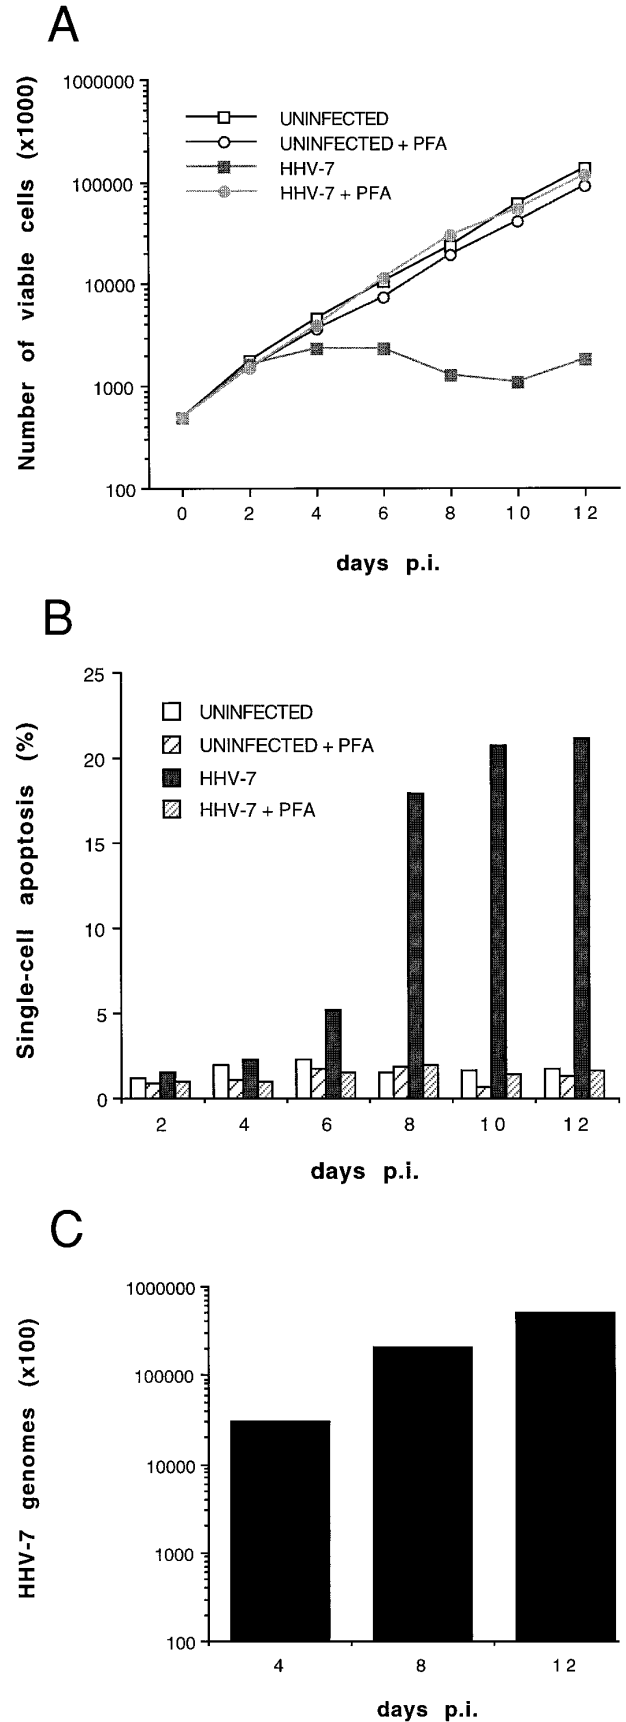 A
Number of viable cells (x1000)
1000000
100000
10000
1000
100
UNINFECTED
UNINFECTED + PFA
HHV-7
HHV-7 + PFA
0 2 4 6 8 10 12
days p.i.
B
Single-cell apoptosis (%)
25
20
15
10
5
0
UNINFECTED
UNINFECTED + PFA
HHV-7
HHV-7 + PFA
2 4 6 8 10 12
days p.i.
C
HHV-7 genomes (x100)
1000000
100000
10000
1000
100
4 8 12
days p.i.